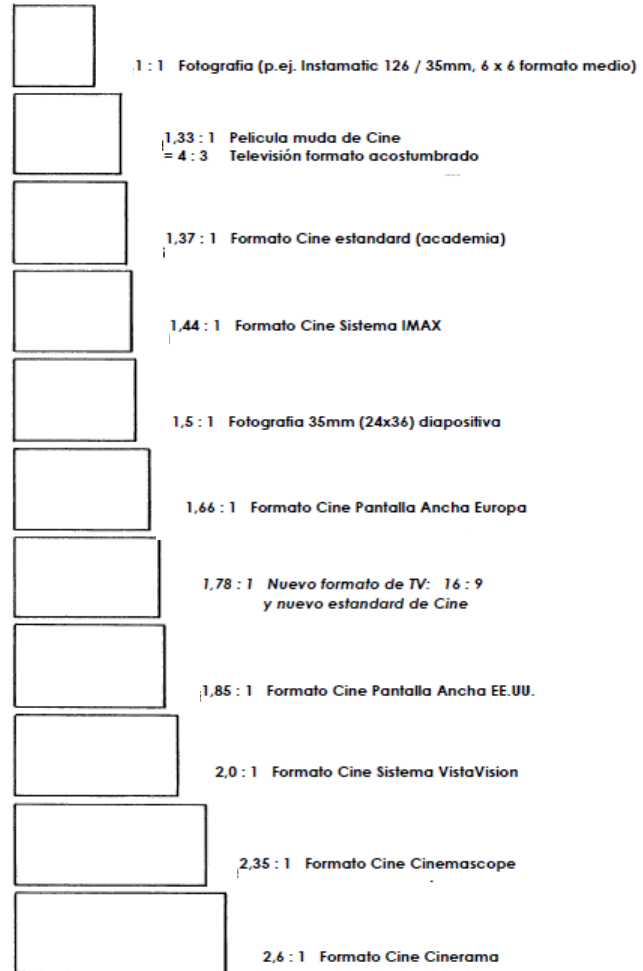 1 : 1 Fotografia (p.ej. Instamatic 126 / 35mm, 6 x 6 formato medio)
1,33 : 1 Pelicula muda de Cine
= 4 : 3 Televisión formato acostumbrado
1,37 : 1 Formato Cine estandard (academia)
1,44 : 1 Formato Cine Sistema IMAX
1,5 : 1 Fotografia 35mm (24x36) diapositiva
1,66 : 1 Formato Cine Pantalla Ancha Europa
1,78 : 1 Nuevo formato de TV: 16 : 9
y nuevo estandard de Cine
1,85 : 1 Formato Cine Pantalla Ancha EE.UU.
2,0 : 1 Formato Cine Sistema VistaVision
2,35 : 1 Formato Cine Cinemascope
2,6 : 1 Formato Cine Cinerama